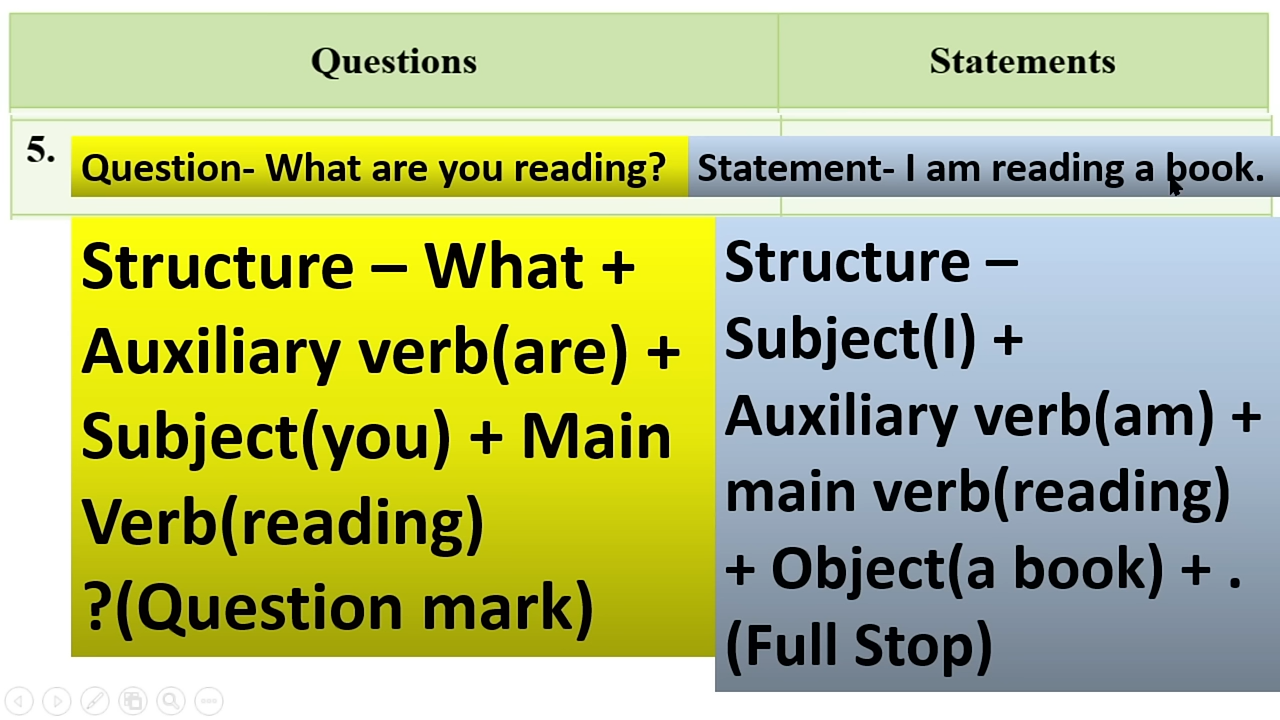 Questions
Statements
5.
Question- What are you reading?
Statement- I am reading a book.
Structure – What +
Auxiliary verb(are) +
Subject(you) + Main
Verb(reading)
?(Question mark)
Structure –
Subject(I) +
Auxiliary verb(am) +
main verb(reading)
+ Object(a book) + .
(Full Stop)